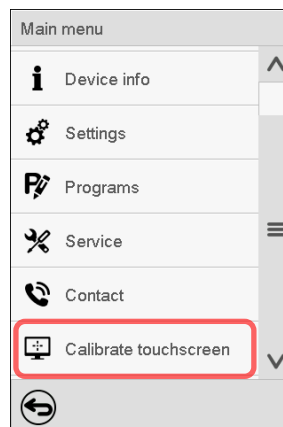 Main menu
Device info
Settings
Programs
Service
Contact
Calibrate touchscreen